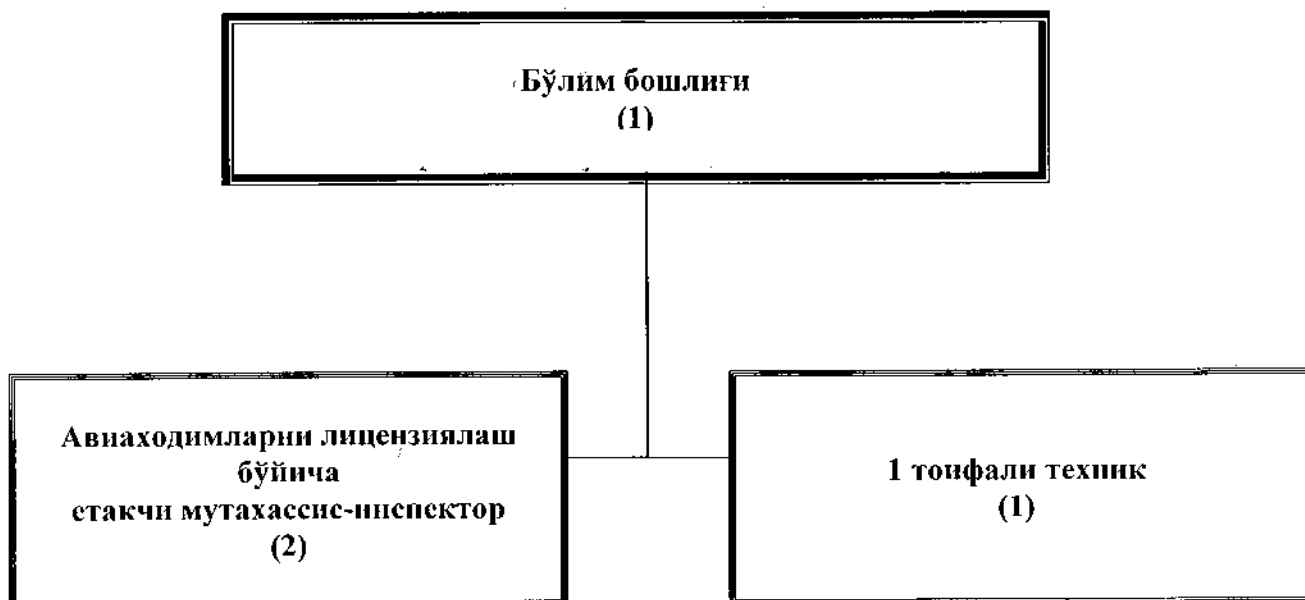 Бўлим бошлиғи
(1)
Авиаходимларни лицензиялаш
бўйича
етакчи мутахассис-инспектор
(2)
1 тоифали техник
(1)